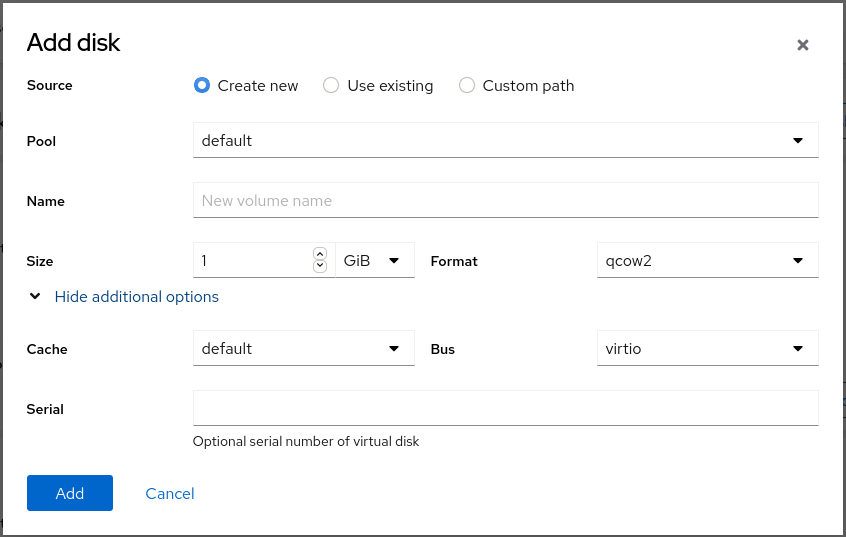 Add disk
Source Create new Use existing Custom path
Pool default
Name New volume name
Size 1 GiB Format qcow2
Hide additional options
Cache default Bus virtio
Serial
Optional serial number of virtual disk
Add Cancel